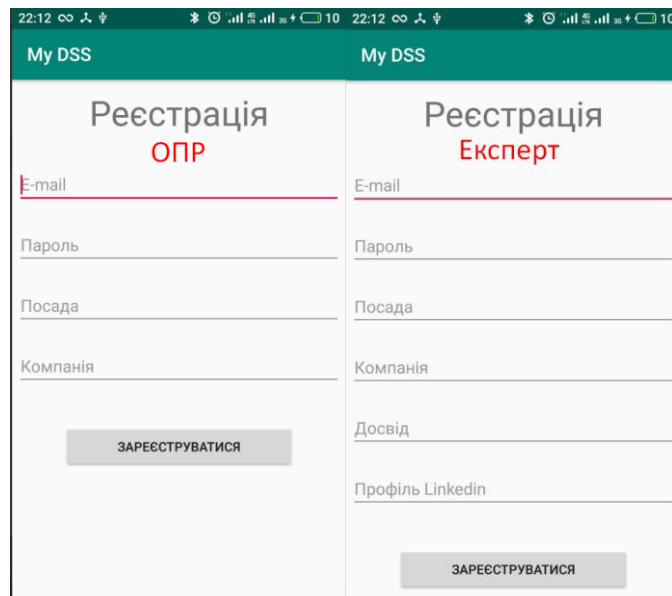 22:12
10
My DSS
Реєстрація
ОПР
E-mail
Пароль
Посада
Компанія
ЗАРЕЄСТРУВАТИСЯ
22:12
10
My DSS
Реєстрація
Експерт
E-mail
Пароль
Посада
Компанія
Досвід
Профіль Linkedin
ЗАРЕЄСТРУВАТИСЯ